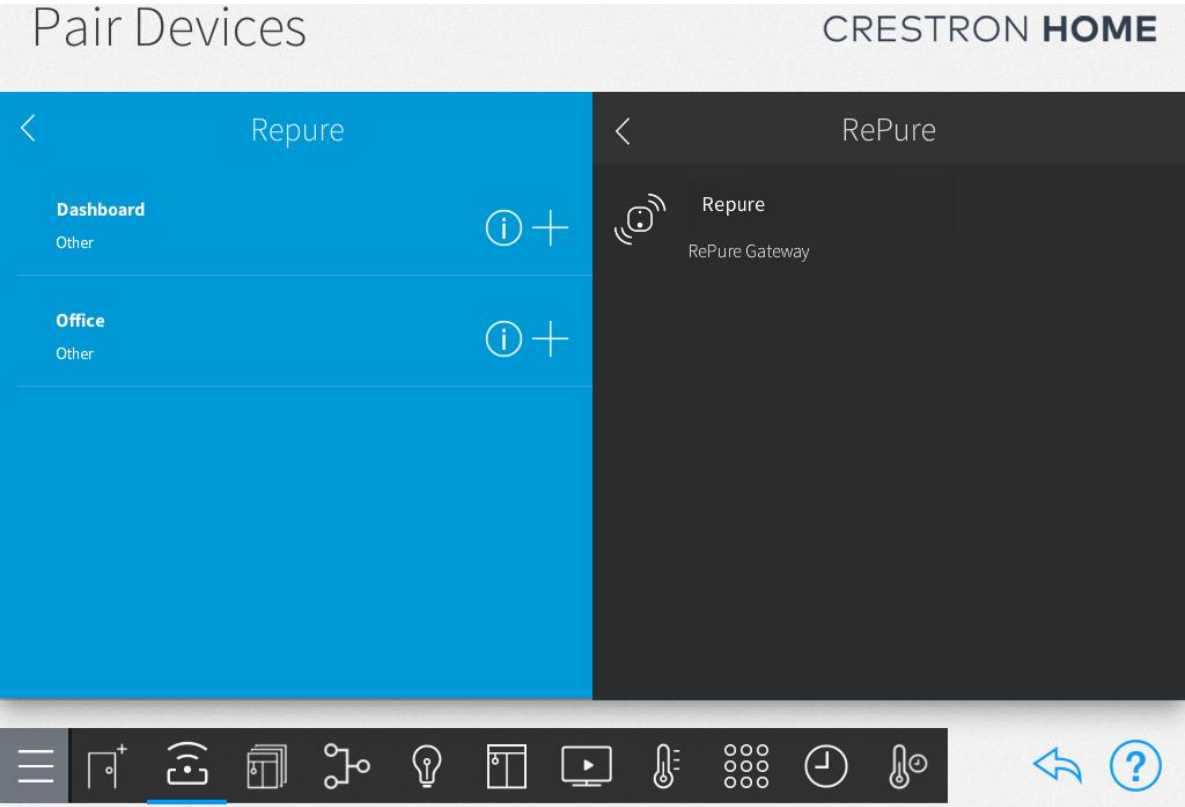 Pair Devices
CRESTRON HOME
Repure
Dashboard
Other
Office
Other
RePure
Repure
RePure Gateway